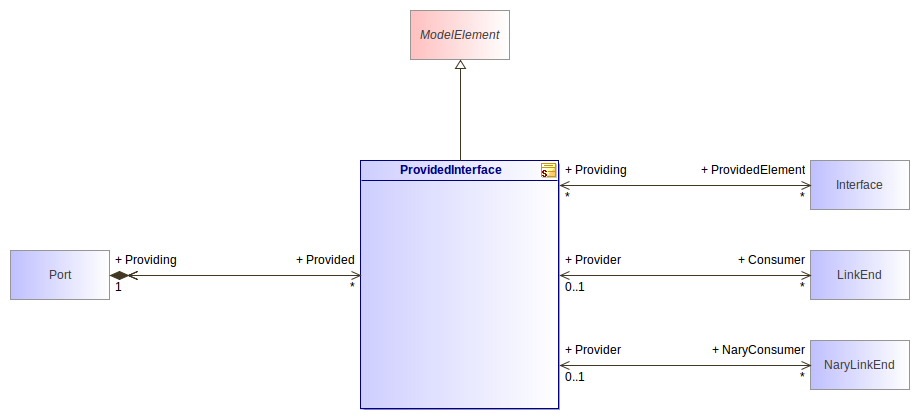 ModelElement
ProvidedInterface
+ Providing
+ ProvidedElement
*
*
Interface
Port
+ Providing
+ Provided
1
*
+ Provider
+ Consumer
0..1
*
LinkEnd
+ Provider
+ NaryConsumer
0..1
*
NaryLinkEnd